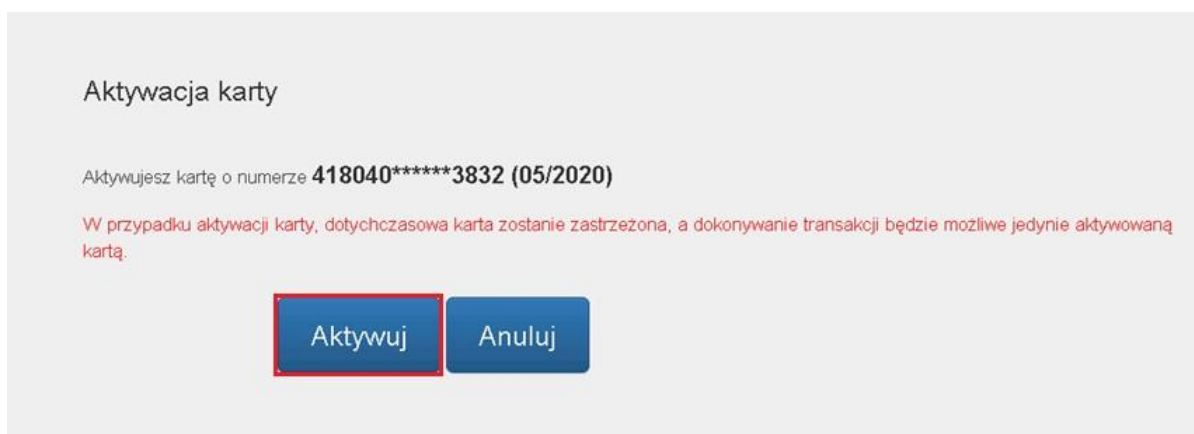 Aktywacja karty
Aktywujesz kartę o numerze 418040******3832 (05/2020)
W przypadku aktywacji karty, dotychczasowa karta zostanie zastrzeżona, a dokonywanie transakcji będzie możliwe jedynie aktywowaną
kartą.
Aktywuj Anuluj